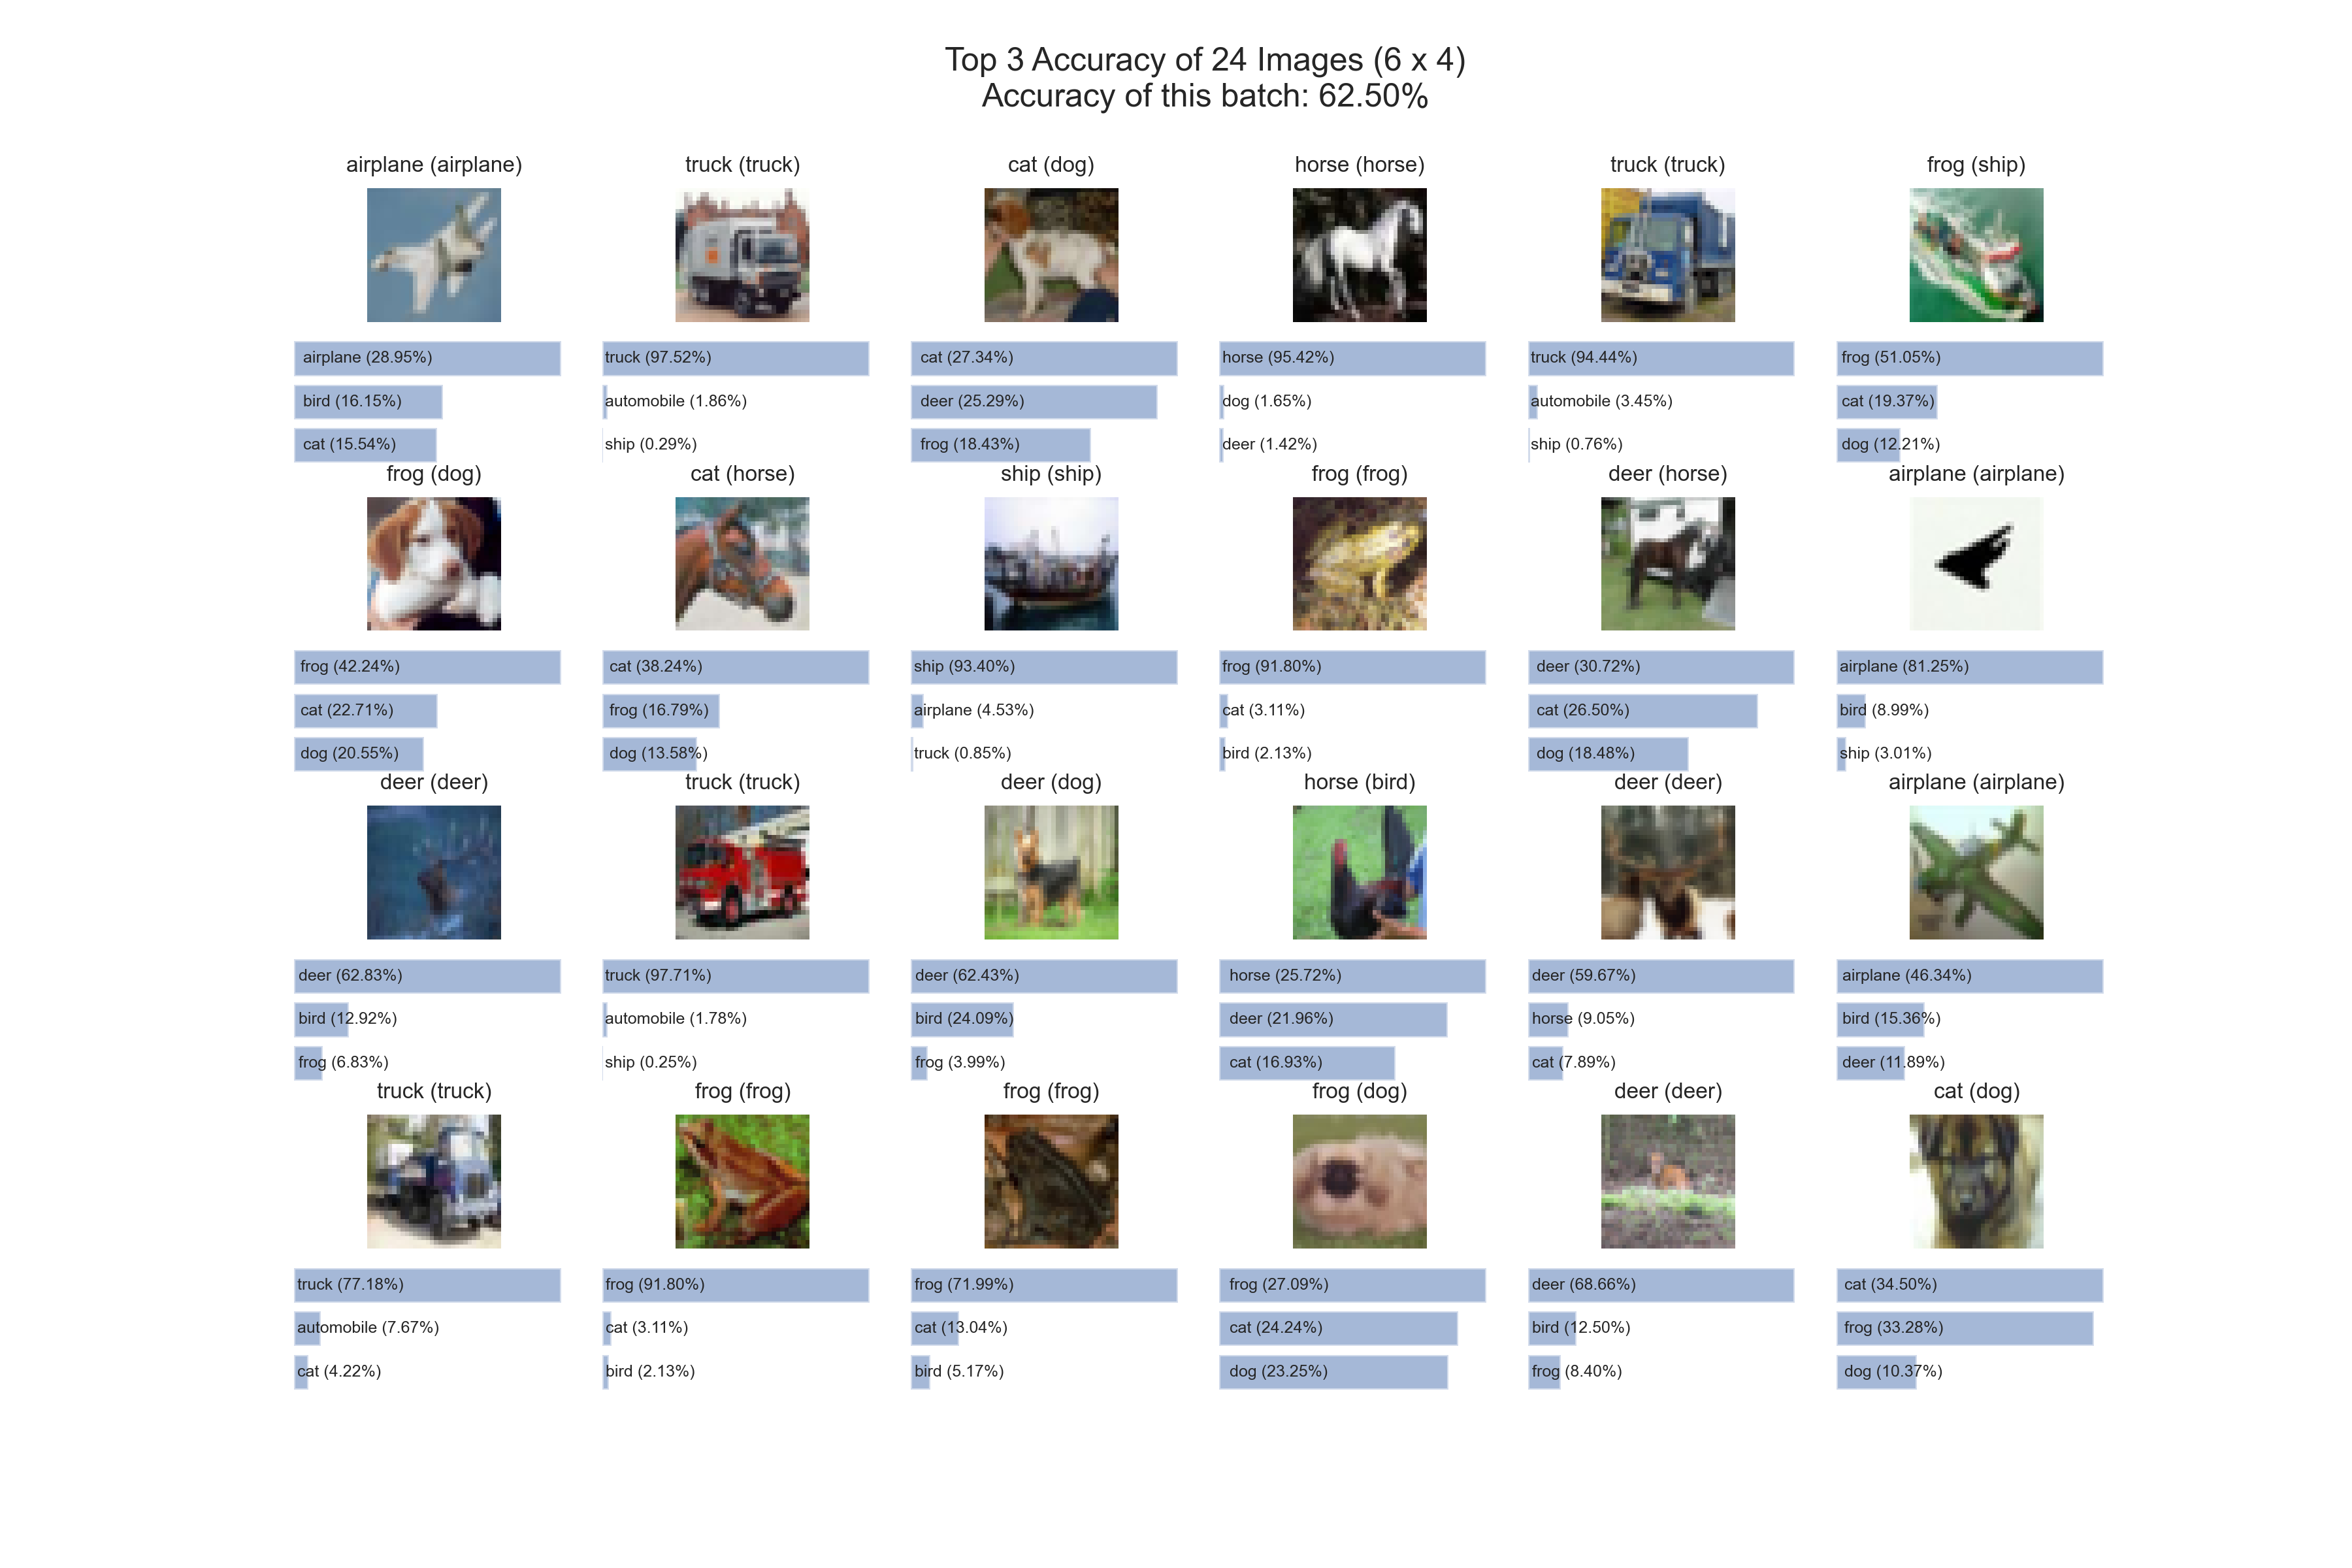 Top 3 Accuracy of 24 Images (6 x 4)
Accuracy of this batch: 62.50%
airplane (airplane)
airplane (28.95%)
bird (16.15%)
cat (15.54%)
truck (truck)
truck (97.52%)
automobile (1.86%)
ship (0.29%)
cat (dog)
cat (27.34%)
deer (25.29%)
frog (18.43%)
horse (horse)
horse (95.42%)
dog (1.65%)
deer (1.42%)
truck (truck)
truck (94.44%)
automobile (3.45%)
ship (0.76%)
frog (ship)
frog (51.05%)
cat (19.37%)
dog (12.21%)
frog (dog)
frog (42.24%)
cat (22.71%)
dog (20.55%)
cat (horse)
cat (38.24%)
frog (16.79%)
dog (13.58%)
ship (ship)
ship (93.40%)
airplane (4.53%)
truck (0.85%)
frog (frog)
frog (91.80%)
cat (3.11%)
bird (2.13%)
deer (horse)
deer (30.72%)
cat (26.50%)
dog (18.48%)
airplane (airplane)
airplane (81.25%)
bird (8.99%)
ship (3.01%)
deer (deer)
deer (62.83%)
bird (12.92%)
frog (6.83%)
truck (truck)
truck (97.71%)
automobile (1.78%)
ship (0.25%)
deer (dog)
deer (62.43%)
bird (24.09%)
frog (3.99%)
horse (bird)
horse (25.72%)
deer (21.96%)
cat (16.93%)
deer (deer)
deer (59.67%)
horse (9.05%)
cat (7.89%)
airplane (airplane)
airplane (46.34%)
bird (15.36%)
deer (11.89%)
truck (truck)
truck (77.18%)
automobile (7.67%)
cat (4.22%)
frog (frog)
frog (91.80%)
cat (3.11%)
bird (2.13%)
frog (frog)
frog (71.99%)
cat (13.04%)
bird (5.17%)
frog (dog)
frog (27.09%)
cat (24.24%)
dog (23.25%)
deer (deer)
deer (68.66%)
bird (12.50%)
frog (8.40%)
cat (dog)
cat (34.50%)
frog (33.28%)
dog (10.37%)